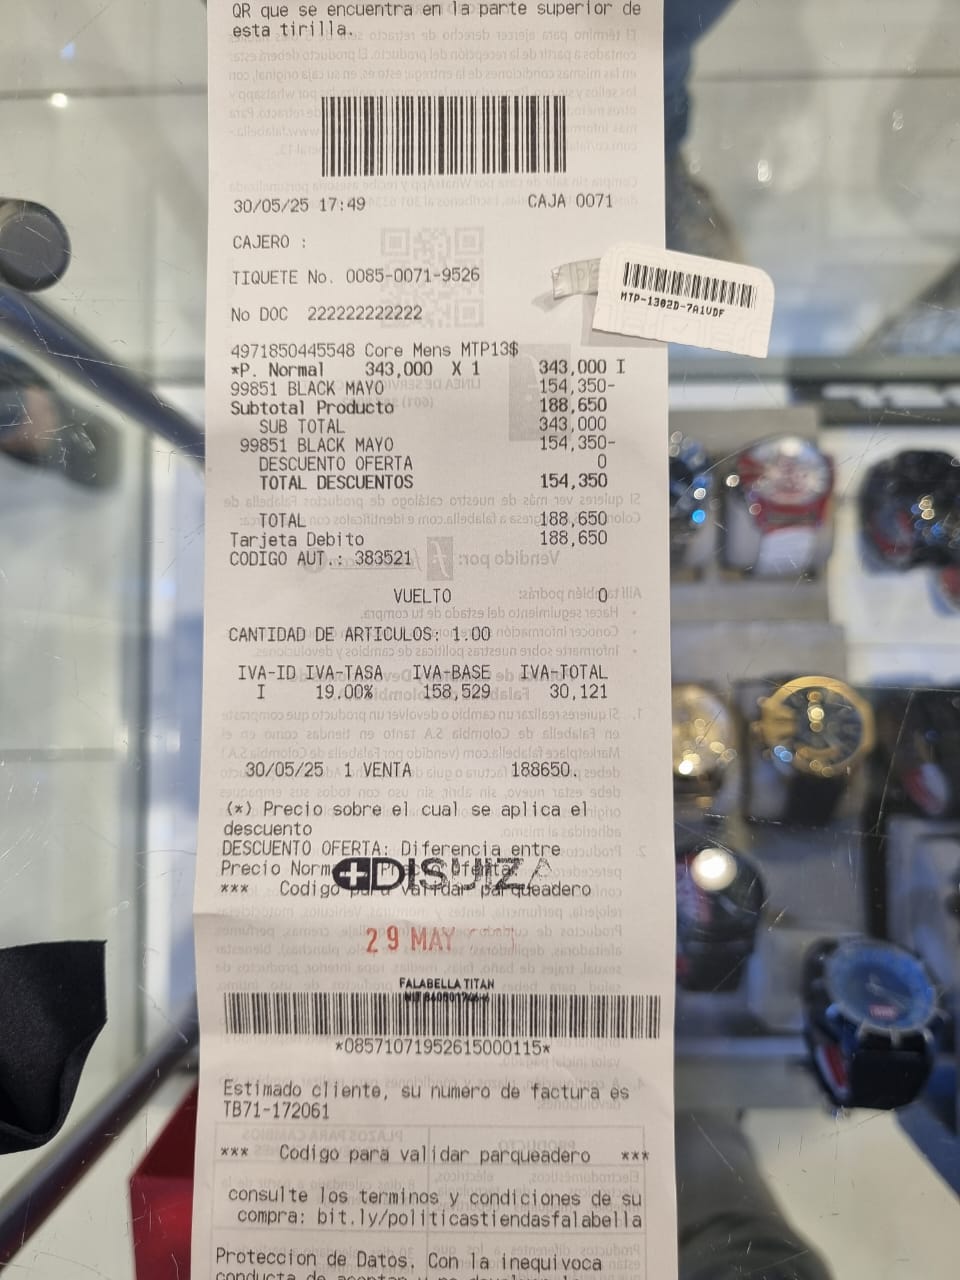 QR que se encuentra en la parte superior de
esta tirilla.
30/05/25 17:49 CAJA 0071
CAJERO :
TIQUETE No. 0085-0071-9526
No DOC 222222222222
MTP-1302D-7A1VDF
4971850445548 Core Mens MTP13$
*P. Normal 343,000 X 1 343,000 I
99851 BLACK MAYO 154,350-
Subtotal Producto 188,650
SUB TOTAL 343,000
99851 BLACK MAYO 154,350-
DESCUENTO OFERTA 0
TOTAL DESCUENTOS 154,350
TOTAL 188,650
Tarjeta Debito 188,650
CODIGO AUT.: 383521
VUELTO 0
CANTIDAD DE ARTICULOS: 1.00
IVA-ID IVA-TASA IVA-BASE IVA-TOTAL
I 19.00% 158,529 30,121
30/05/25 1 VENTA 188650.
(*) Precio sobre el cual se aplica el
descuento
DESCUENTO OFERTA: Diferencia entre
Precio Norm Oferta
DISUIZA
*** Codigo para validar parqueadero
29 MAY
FALABELLA TITAN
*08571071952615000115*
Estimado cliente, su numero de factura es
TB71-172061
*** Codigo para validar parqueadero ***
consulte los terminos y condiciones de su
compra: bit.ly/politicastiendasfalabella
Proteccion de Datos. Con la inequivoca
conducta de